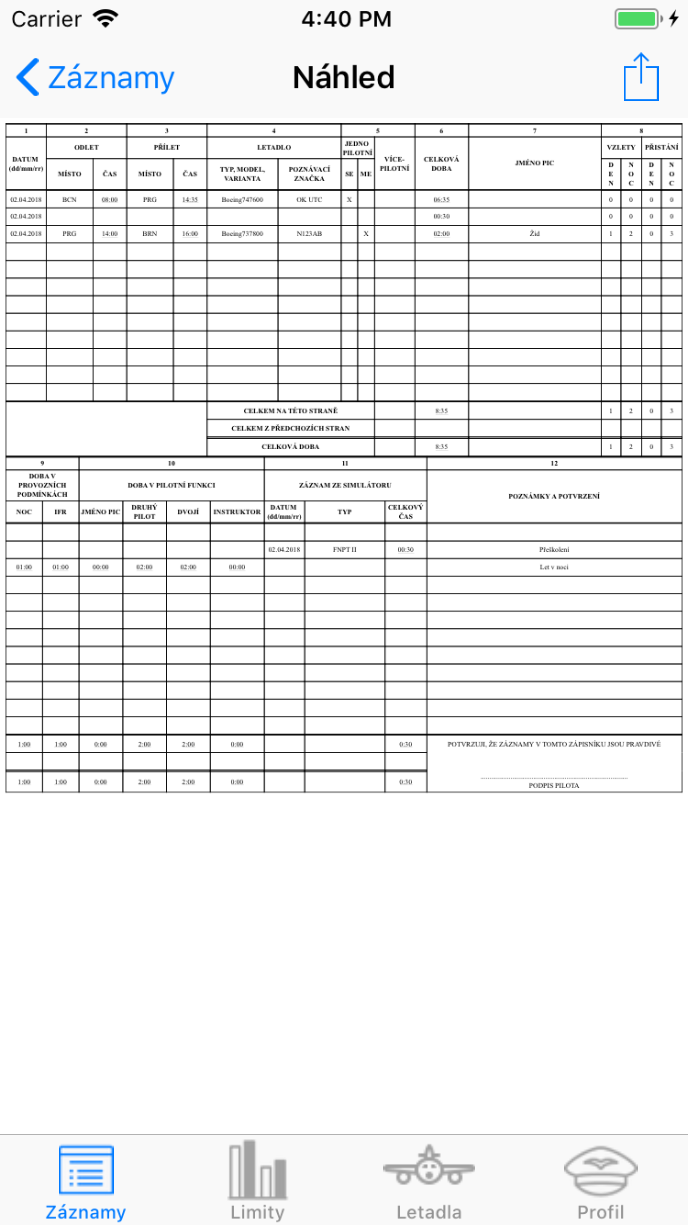 Carrier 4:40 PM
Záznamy Náhled
1 2 3 4 5 6 7 8
DATUM (dd/mm/rr) ODLET PŘÍLET LETADLO JEDNO PILOTNÍ VÍCE-PILOTNÍ CELKOVÁ DOBA JMÉNO PIC VZLETY PŘISTÁNÍ
MÍSTO ČAS MÍSTO ČAS TYP, MODEL, VARIANTA POZNÁVACÍ ZNAČKA SE ME DEN NOC DEN NOC
02.04.2018 BCN 08:00 PRG 14:35 Boeing747600 OK UTC X 06:35 0 0 0 0
02.04.2018 00:30 0 0 0 0
02.04.2018 PRG 14:00 BRN 16:00 Boeing737800 N123AB X 02:00 Žid 1 2 0 3
CELKEM NA TÉTO STRANĚ 8:35 1 2 0 3
CELKEM Z PŘEDCHOZÍCH STRAN
CELKOVÁ DOBA 8:35 1 2 0 3
9 10 11 12
DOBA V PROVOZNÍCH PODMÍNKÁCH DOBA V PILOTNÍ FUNKCI ZÁZNAM ZE SIMULÁTORU POZNÁMKY A POTVRZENÍ
NOC IFR JMÉNO PIC DRUHÝ PILOT DVOJÍ INSTRUKTOR DATUM (dd/mm/rr) TYP CELKOVÝ ČAS
02.04.2018 FNPT II 00:30 Přeškolení
01:00 01:00 00:00 02:00 02:00 00:00 Let v noci
1:00 1:00 0:00 2:00 2:00 0:00 0:30 POTVRZUJI, ŽE ZÁZNAMY V TOMTO ZÁPISNÍKU JSOU PRAVDIVÉ
1:00 1:00 0:00 2:00 2:00 0:00 0:30 PODPIS PILOTA
Záznamy Limity Letadla Profil